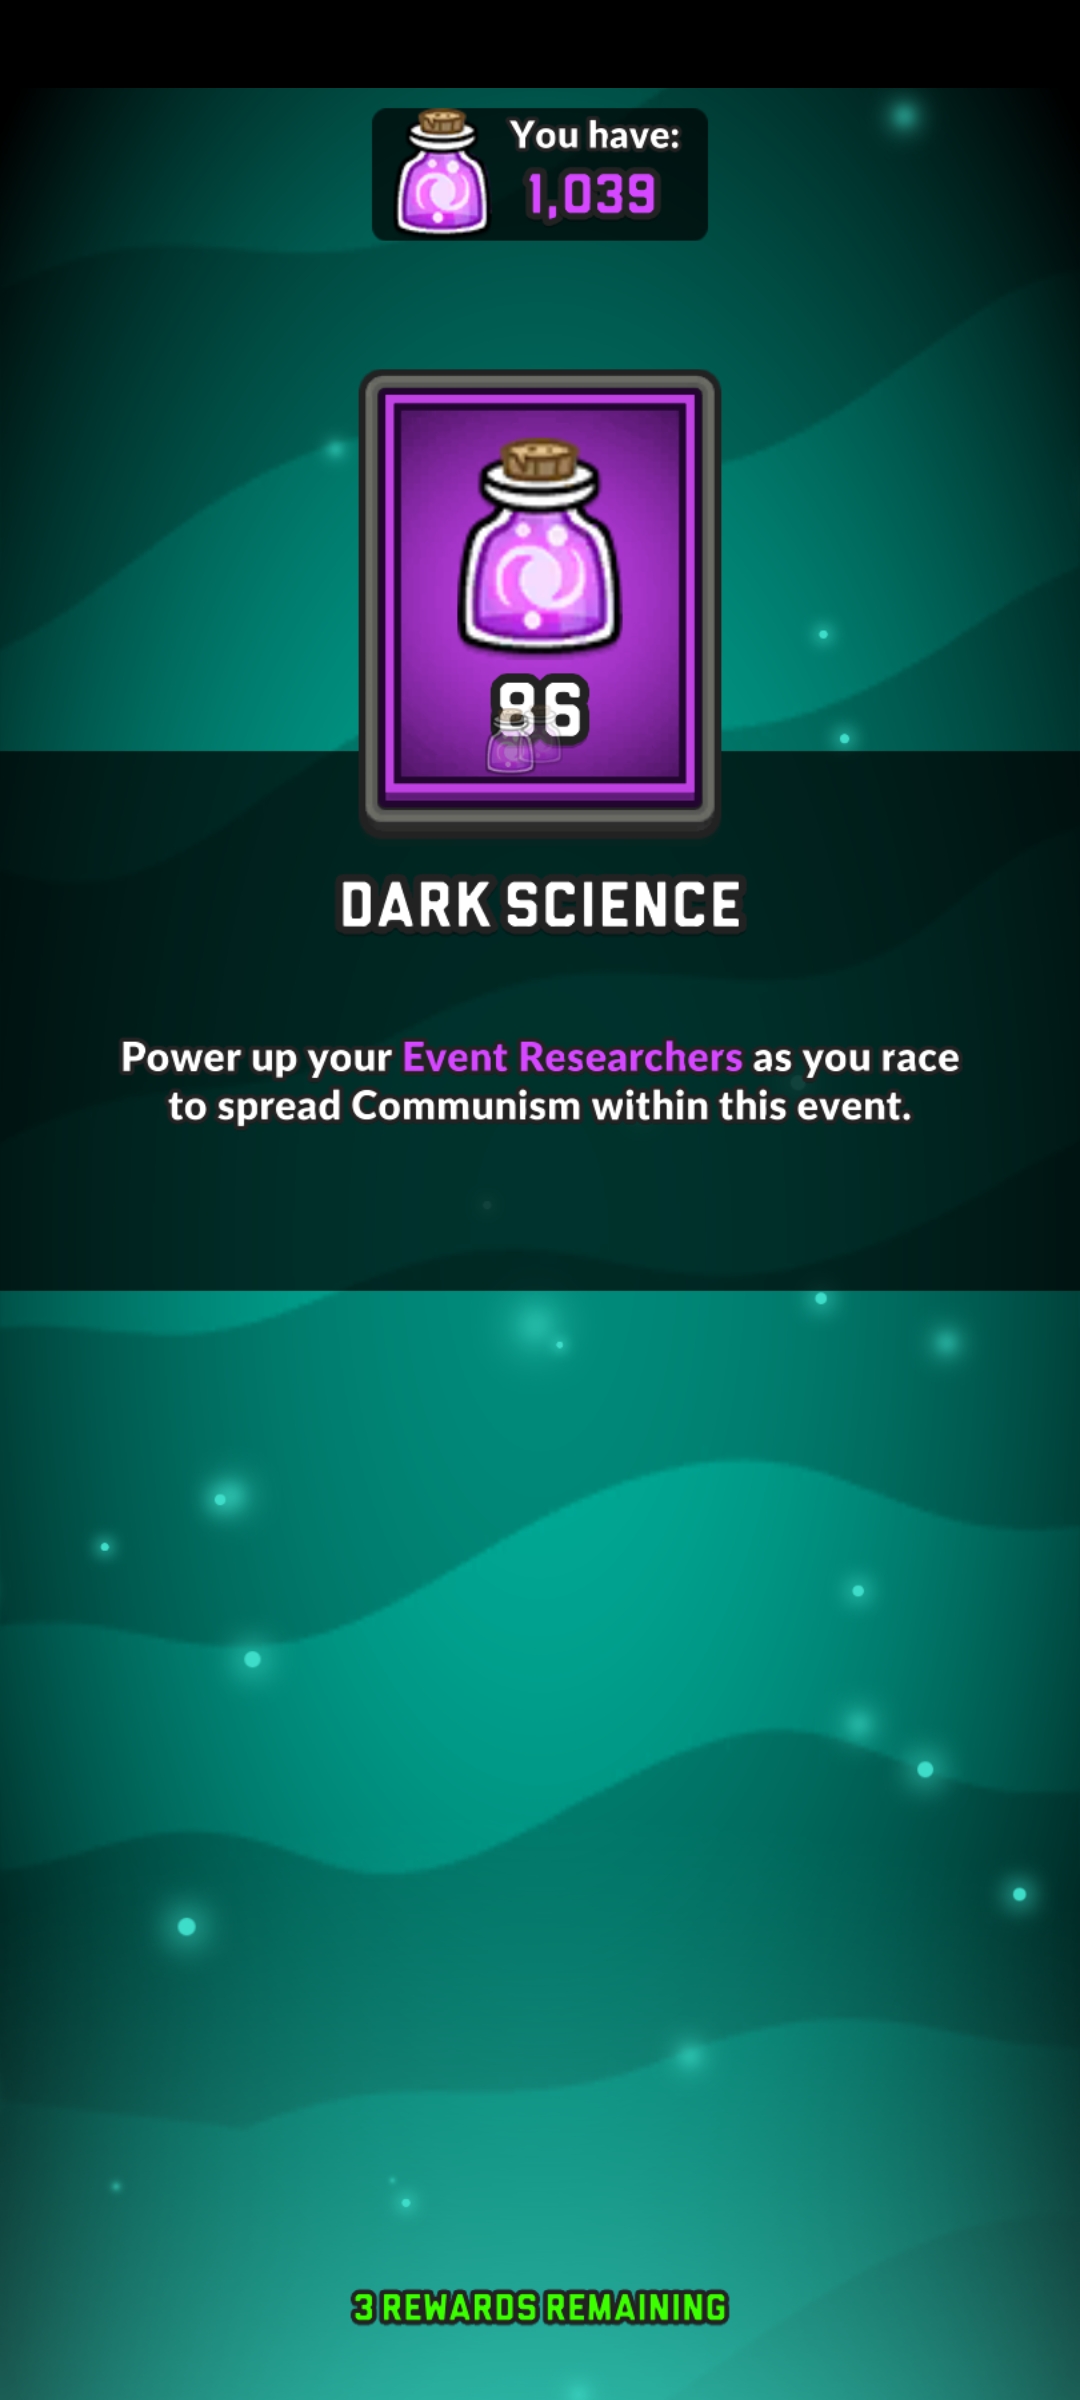 You have:
1,039
86
DARK SCIENCE
Power up your Event Researchers as you race
to spread Communism within this event.
3 REWARDS REMAINING